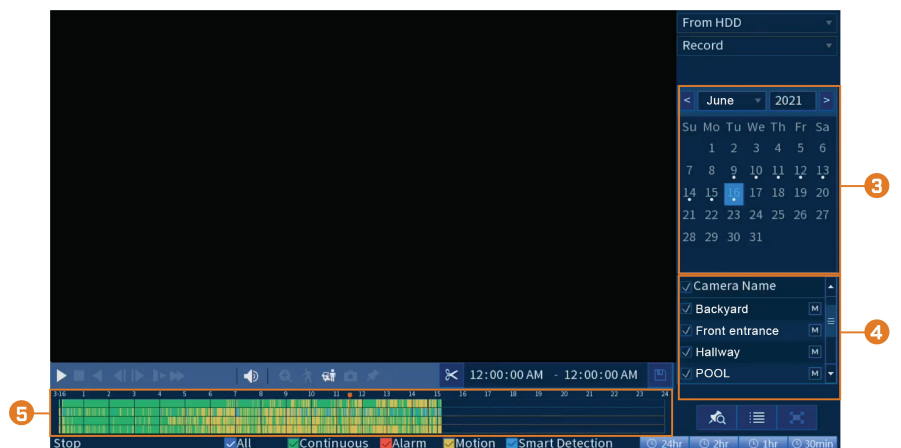 From HDD
Record
< June 2021 >
Su Mo Tu We Th Fr Sa
1 2 3 4 5 6
7 8 9 10 11 12 13
14 15 16 17 18 19 20
21 22 23 24 25 26 27
28 29 30 31
3
Camera Name
Backyard M
Front entrance M
Hallway M
POOL M
4
12:00:00 AM - 12:00:00 AM
3-16 1 2 3 4 5 6 7 8 9 10 11 12 13 14 15 16 17 18 19 20 21 22 23 24
5
Stop All Continuous Alarm Motion Smart Detection 24hr 2hr 1hr 30min